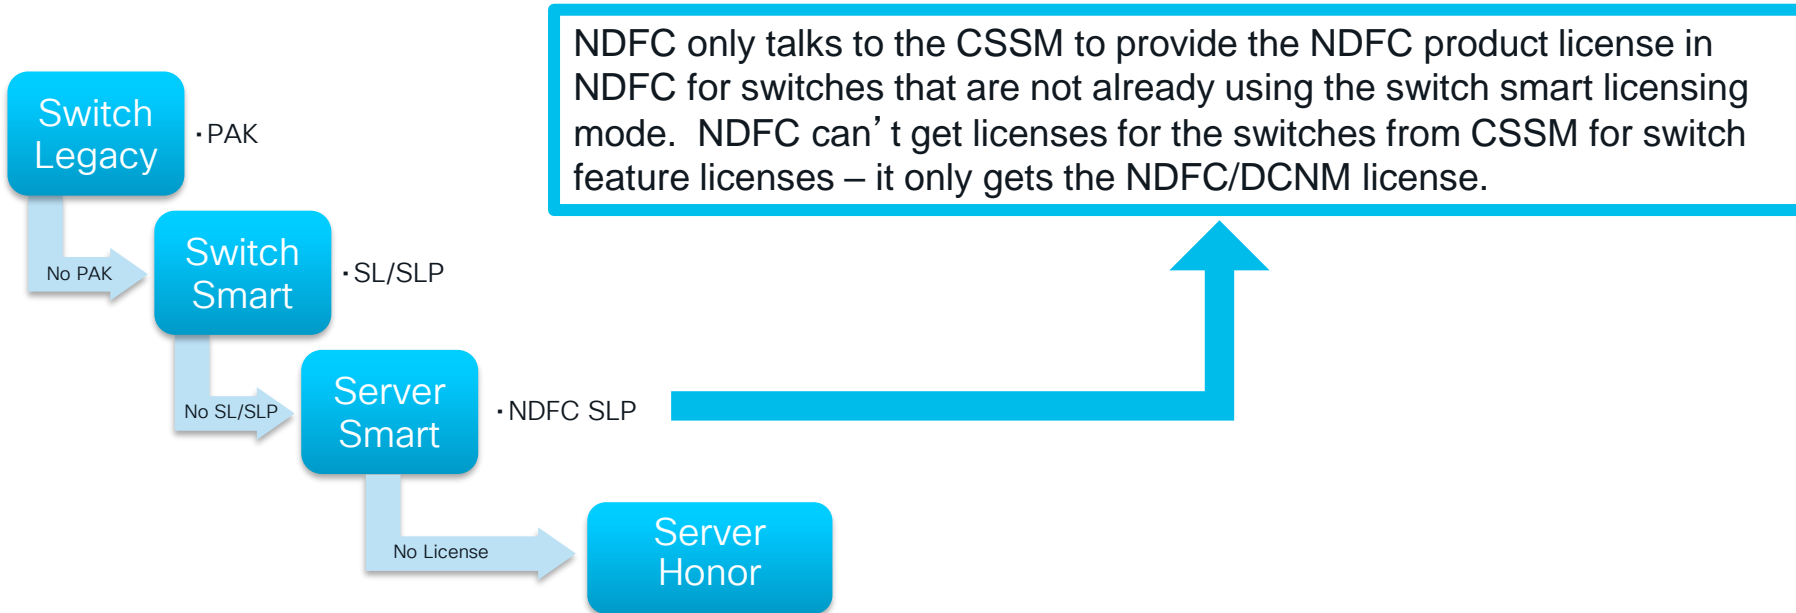 NDFC only talks to the CSSM to provide the NDFC product license in
NDFC for switches that are not already using the switch smart licensing
mode.  NDFC can’t get licenses for the switches from CSSM for switch
feature licenses – it only gets the NDFC/DCNM license.
Switch
Legacy
·PAK
No PAK
Switch
Smart
·SL/SLP
No SL/SLP
Server
Smart
·NDFC SLP
No License
Server
Honor